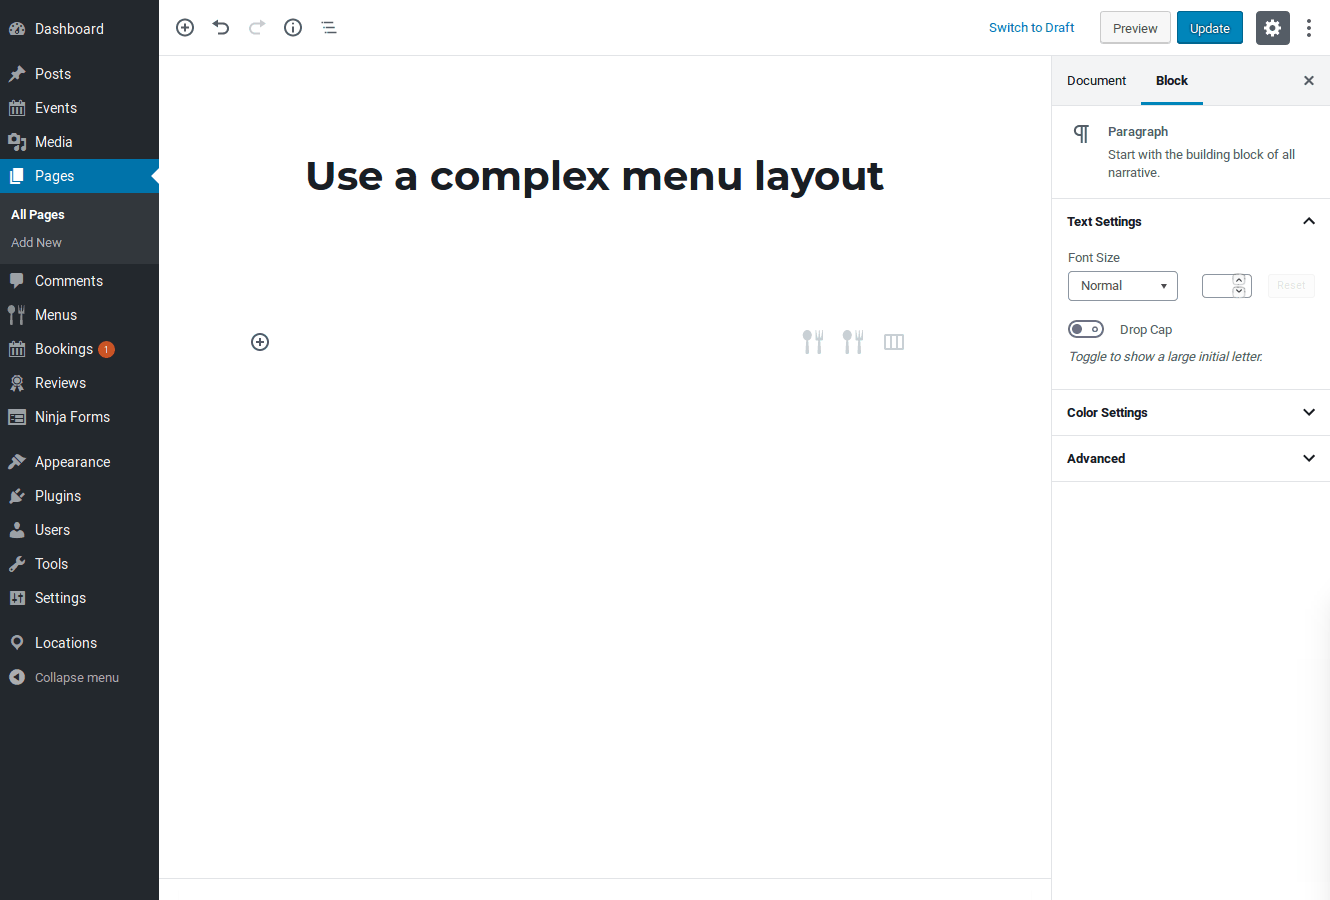 Dashboard
Posts
Events
Media
Pages
All Pages
Add New
Comments
Menus
Bookings 1
Reviews
Ninja Forms
Appearance
Plugins
Users
Tools
Settings
Locations
Collapse menu
Switch to Draft
Preview
Update
Use a complex menu layout
Document
Block
Paragraph
Start with the building block of all
narrative.
Text Settings
Font Size
Normal
Reset
Drop Cap
Toggle to show a large initial letter.
Color Settings
Advanced